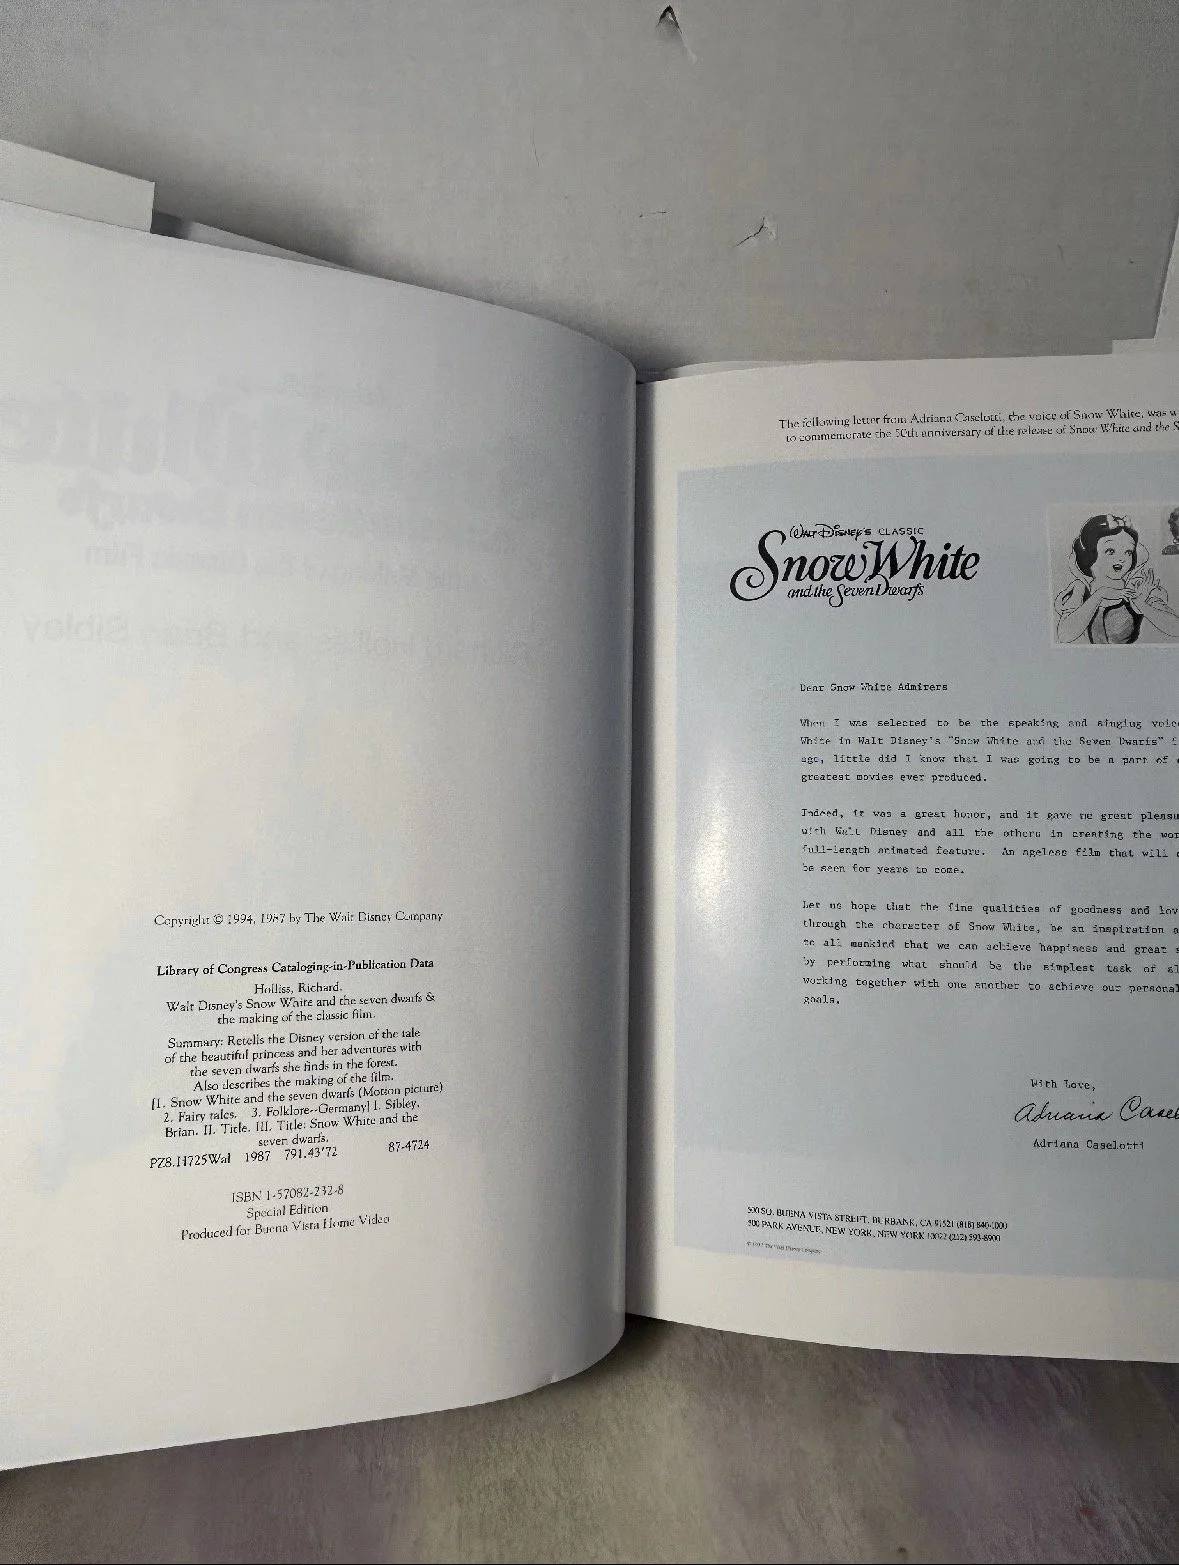 Copyright © 1994, 1987 by The Walt Disney Company
Library of Congress Cataloging-in-Publication Data
Holliss, Richard.
Walt Disney's Snow White and the seven dwarfs &
the making of the classic film.
Summary: Retells the Disney version of the tale
of the beautiful princess and her adventures with
the seven dwarfs she finds in the forest.
Also describes the making of the film.
[1. Snow White and the seven dwarfs (Motion picture)
2. Fairy tales. 3. Folklore--Germany] I. Sibley,
Brian. II. Title. III. Title: Snow White and the
seven dwarfs.
PZ8.H725Wal 1987 791.43'72 87-4724
ISBN 1-57082-232-8
Special Edition
Produced for Buena Vista Home Video
The following letter from Adriana Caselotti, the voice of Snow White, was
to commemorate the 50th anniversary of the release of Snow White and the
Walt Disney's CLASSIC
Snow White
and the Seven Dwarfs
Dear Snow White Admirers
When I was selected to be the speaking and singing
White in Walt Disney's "Snow White and the Seven Dwarfs"
ago, little did I know that I was going to be a part of
greatest movies ever produced.
Indeed, it was a great honor, and it gave me great
with Walt Disney and all the others in creating the
full-length animated feature. An ageless film that will
be seen for years to come.
Let us hope that the fine qualities of goodness and
through the character of Snow White, be an inspiration
to all mankind that we can achieve happiness and great
by performing what should be the simplest task of
working together with one another to achieve our personal
goals.
With Love,
Adriana
Adriana Caselotti
500 SO. BUENA VISTA STREET, BURBANK, CA 91521 (818) 840-1000
500 PARK AVENUE, NEW YORK, NEW YORK 10022 (212) 593-8900